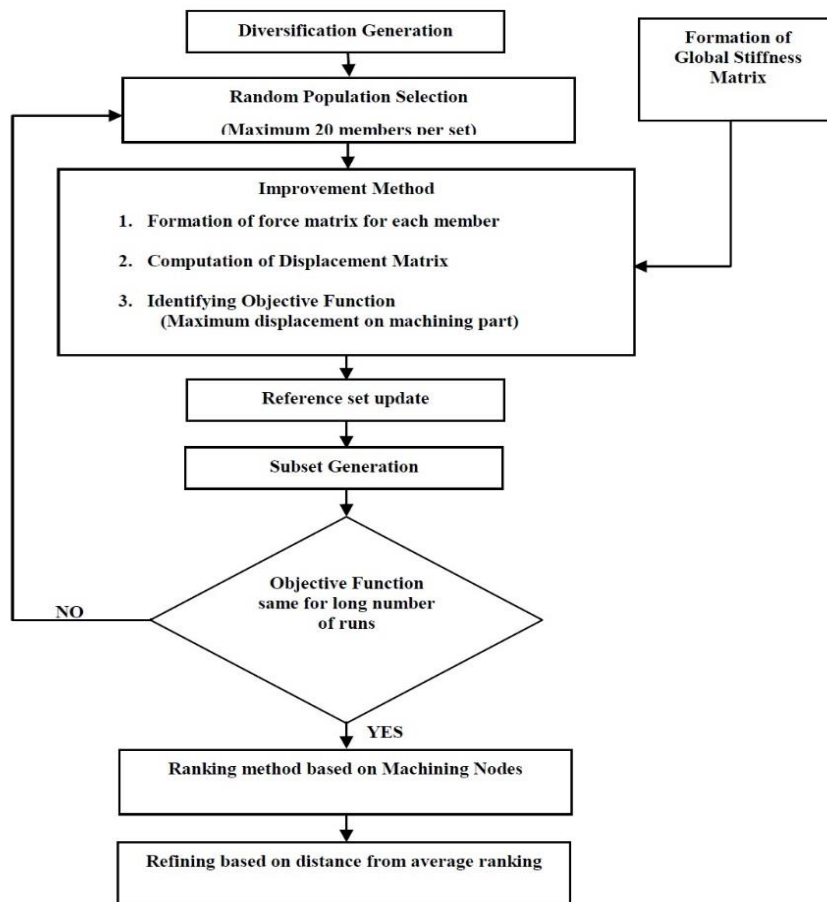 Diversification Generation
Formation of
Global Stiffness
Matrix
Random Population Selection
(Maximum 20 members per set)
Improvement Method
1. Formation of force matrix for each member
2. Computation of Displacement Matrix
3. Identifying Objective Function
(Maximum displacement on machining part)
Reference set update
Subset Generation
Objective Function
same for long number
of runs
NO
YES
Ranking method based on Machining Nodes
Refining based on distance from average ranking